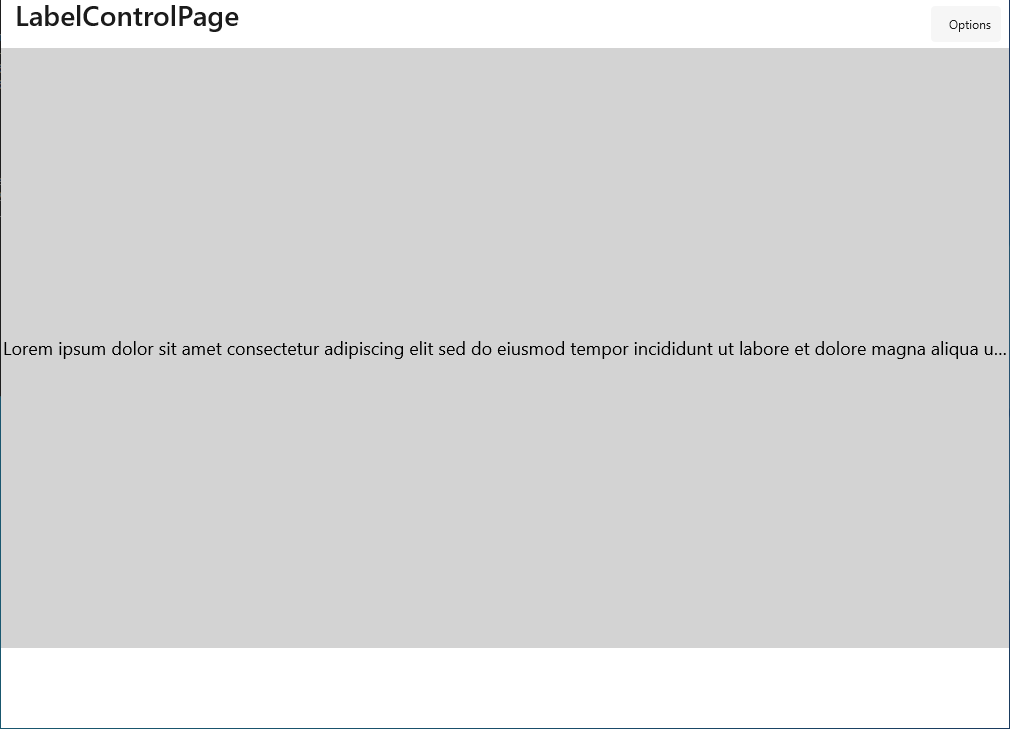 LabelControlPage
Options
Lorem ipsum dolor sit amet consectetur adipiscing elit sed do eiusmod tempor incididunt ut labore et dolore magna aliqua u...